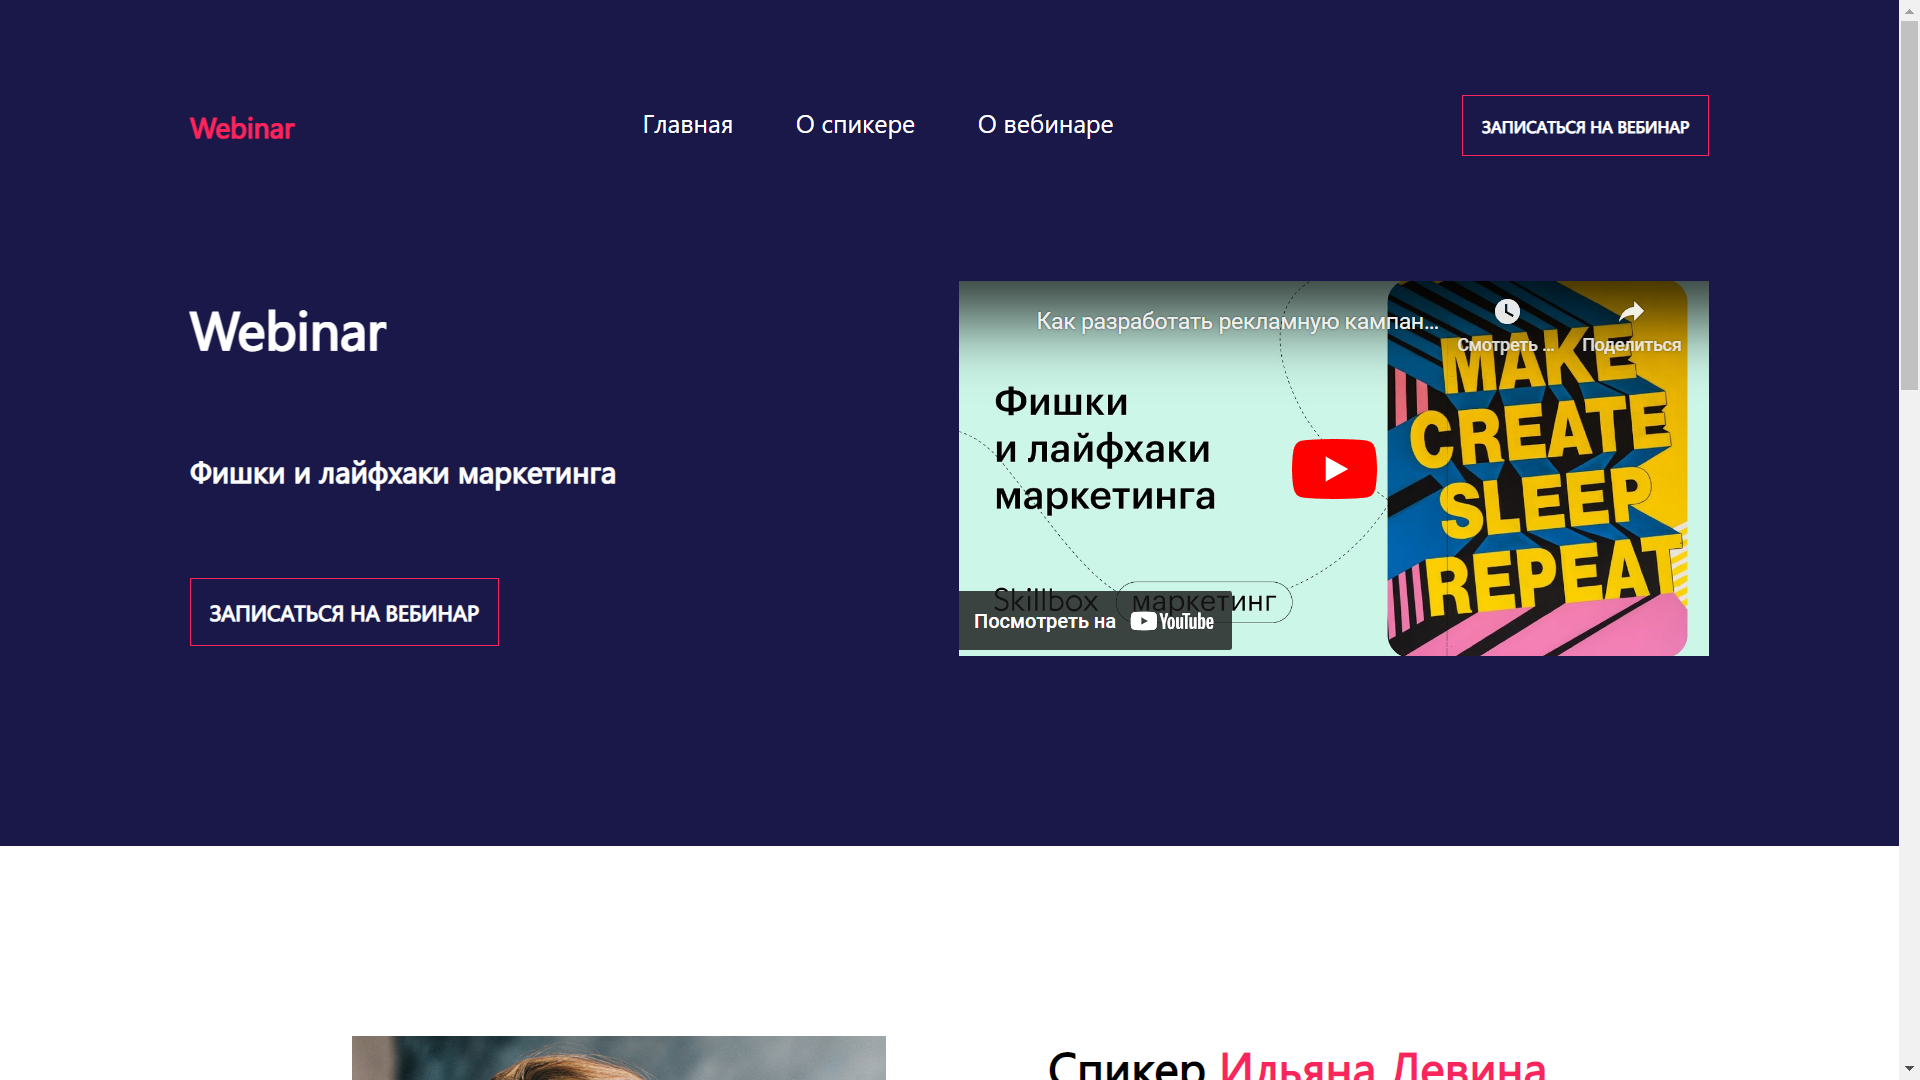 Webinar
Главная
О спикере
О вебинаре
ЗАПИСАТЬСЯ НА ВЕБИНАР
Webinar
Фишки и лайфхаки маркетинга
ЗАПИСАТЬСЯ НА ВЕБИНАР
Как разработать рекламную кампан...
Смотреть ...
Поделиться
Фишки
и лайфхаки
маркетинга
Skillbox маркетинг
Посмотреть на YouTube
MAKE
CREATE
SLEEP
REPEAT
Спикер Ильяна Левина